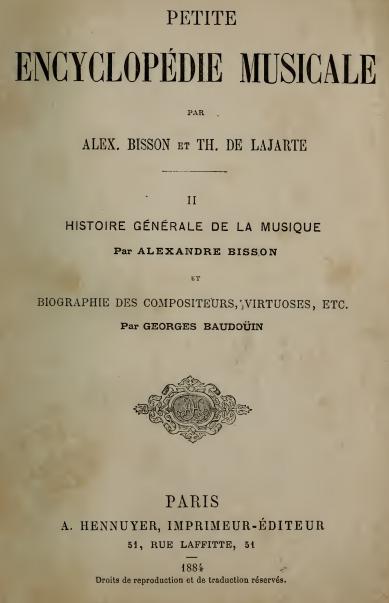 PETITE
ENCYCLOPÉDIE MUSICALE
PAR
ALEX. BISSON ET TH. DE LAJARTE
II
HISTOIRE GÉNÉRALE DE LA MUSIQUE
Par ALEXANDRE BISSON
ET
BIOGRAPHIE DES COMPOSITEURS, VIRTUOSES, ETC.
Par GEORGES BAUDOÜIN
PARIS
A. HENNUYER, IMPRIMEUR-ÉDITEUR
51, RUE LAFFITTE, 51
1884
Droits de reproduction et de traduction réservés.